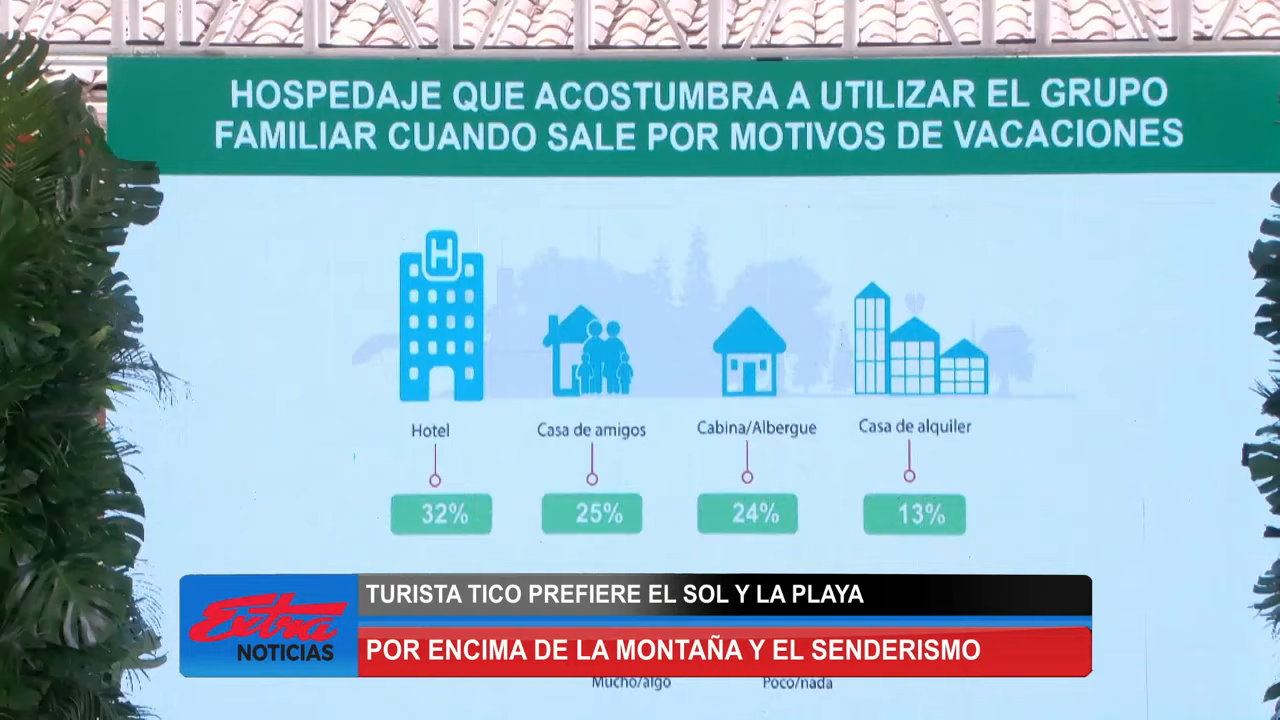 HOSPEDAJE QUE ACOSTUMBRA A UTILIZAR EL GRUPO
FAMILIAR CUANDO SALE POR MOTIVOS DE VACACIONES
H
Hotel
Casa de amigos
Cabina/Albergue
Casa de alquiler
32%
25%
24%
13%
TURISTA TICO PREFIERE EL SOL Y LA PLAYA
Extra
NOTICIAS
POR ENCIMA DE LA MONTAÑA Y EL SENDERISMO
Mucho/algo
Poco/nada